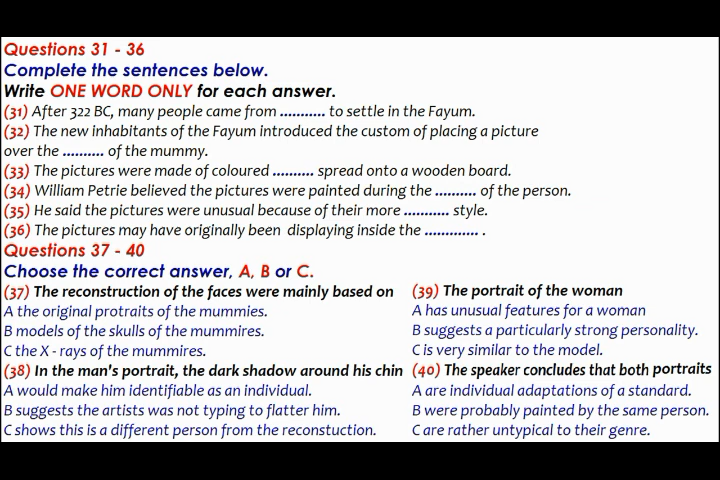 Questions 31 - 36
Complete the sentences below.
Write ONE WORD ONLY for each answer.
(31) After 322 BC, many people came from ........... to settle in the Fayum.
(32) The new inhabitants of the Fayum introduced the custom of placing a picture
over the .......... of the mummy.
(33) The pictures were made of coloured .......... spread onto a wooden board.
(34) William Petrie believed the pictures were painted during the .......... of the person.
(35) He said the pictures were unusual because of their more ........... style.
(36) The pictures may have originally been displaying inside the ............. .
Questions 37 - 40
Choose the correct answer, A, B or C.
(37) The reconstruction of the faces were mainly based on
A the original protraits of the mummies.
B models of the skulls of the mummires.
C the X - rays of the mummires.
(38) In the man's portrait, the dark shadow around his chin
A would make him identifiable as an individual.
B suggests the artists was not typing to flatter him.
C shows this is a different person from the reconstuction.
(39) The portrait of the woman
A has unusual features for a woman
B suggests a particularly strong personality.
C is very similar to the model.
(40) The speaker concludes that both portraits
A are individual adaptations of a standard.
B were probably painted by the same person.
C are rather untypical to their genre.